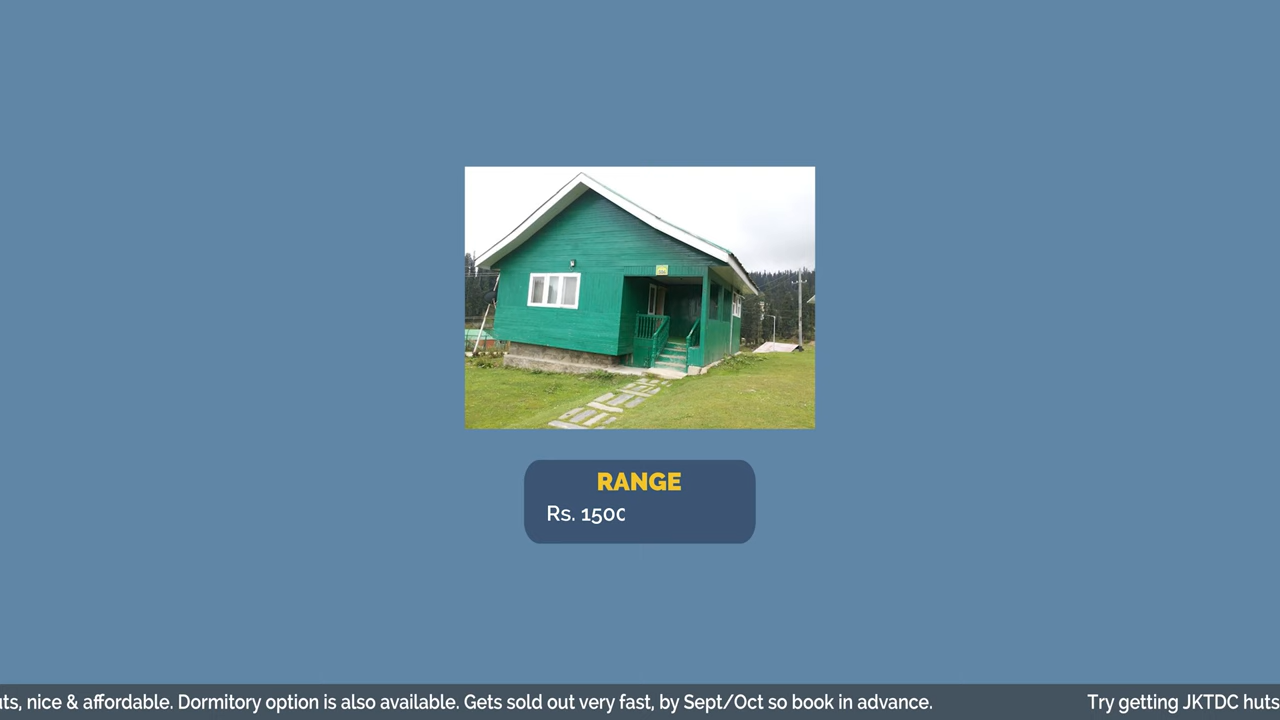 RANGE
Rs. 150
nice & affordable. Dormitory option is also available. Gets sold out very fast, by Sept/Oct so book in advance.
Try getting JKTDC huts